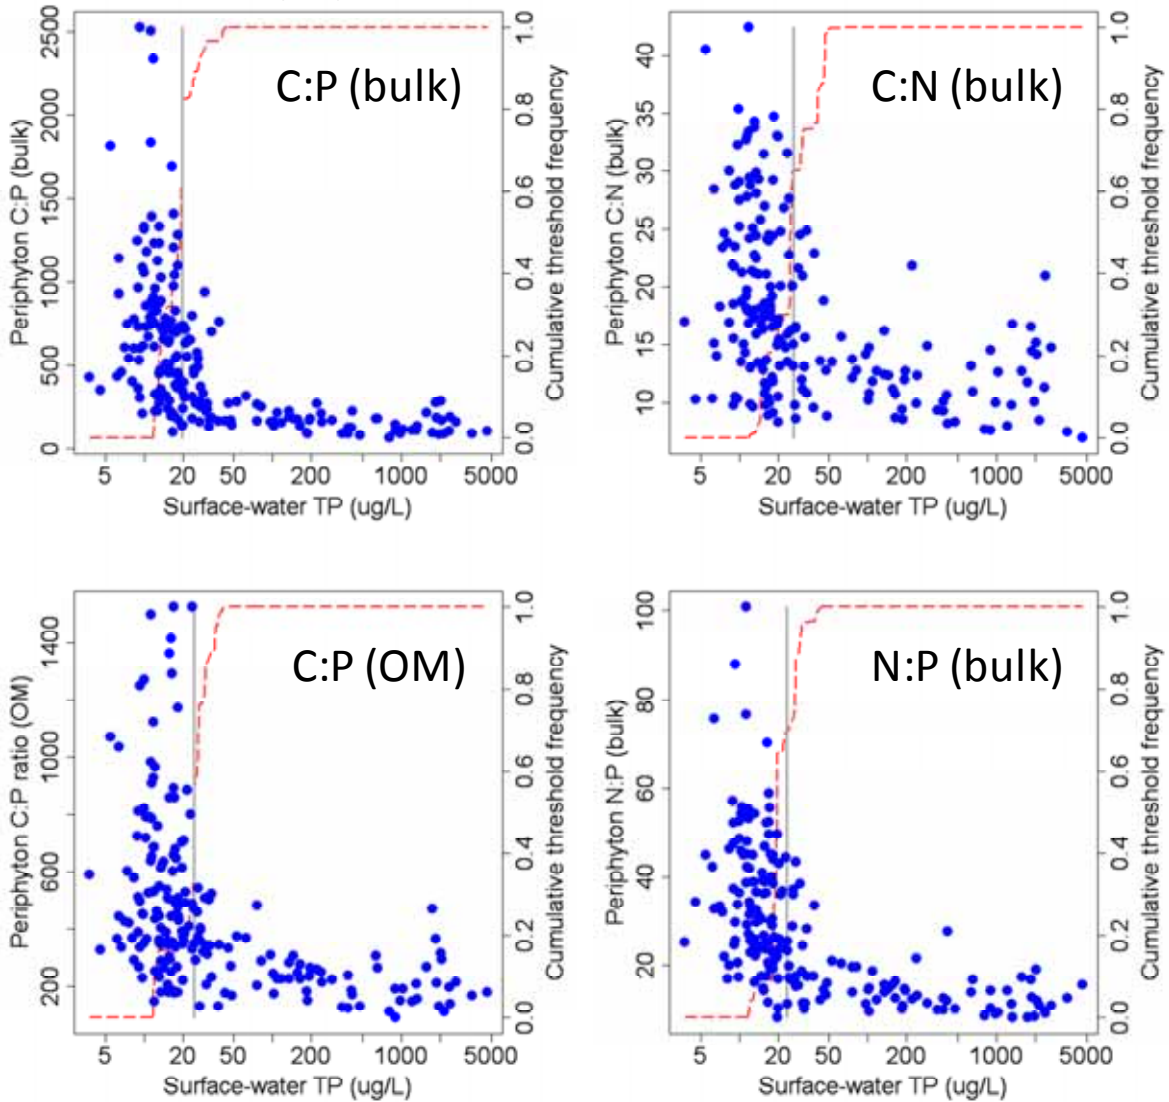 C:P (bulk)
Periphyton C:P (bulk)
0 500 1000 1500 2000 2500
Cumulative threshold frequency
0.0 0.2 0.4 0.6 0.8 1.0
5 20 50 200 1000 5000
Surface-water TP (ug/L)
C:N (bulk)
Periphyton C:N (bulk)
10 15 20 25 30 35 40
Cumulative threshold frequency
0.0 0.2 0.4 0.6 0.8 1.0
5 20 50 200 1000 5000
Surface-water TP (ug/L)
C:P (OM)
Periphyton C:P ratio (OM)
200 600 1000 1400
Cumulative threshold frequency
0.0 0.2 0.4 0.6 0.8 1.0
5 20 50 200 1000 5000
Surface-water TP (ug/L)
N:P (bulk)
Periphyton N:P (bulk)
20 40 60 80 100
Cumulative threshold frequency
0.0 0.2 0.4 0.6 0.8 1.0
5 20 50 200 1000 5000
Surface-water TP (ug/L)